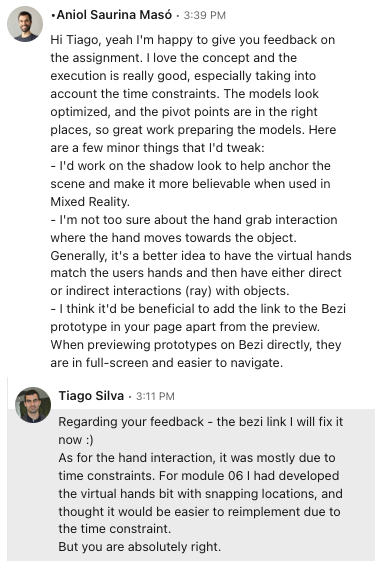 •Aniol Saurina Masó • 3:39 PM
Hi Tiago, yeah I'm happy to give you feedback on
the assignment. I love the concept and the
execution is really good, especially taking into
account the time constraints. The models look
optimized, and the pivot points are in the right
places, so great work preparing the models. Here
are a few minor things that I'd tweak:
- I'd work on the shadow look to help anchor the
scene and make it more believable when used in
Mixed Reality.
- I'm not too sure about the hand grab interaction
where the hand moves towards the object.
Generally, it's a better idea to have the virtual hands
match the users hands and then have either direct
or indirect interactions (ray) with objects.
- I think it'd be beneficial to add the link to the Bezi
prototype in your page apart from the preview.
When previewing prototypes on Bezi directly, they
are in full-screen and easier to navigate.
Tiago Silva • 3:11 PM
Regarding your feedback - the bezi link I will fix it
now :)
As for the hand interaction, it was mostly due to
time constraints. For module 06 I had developed
the virtual hands bit with snapping locations, and
thought it would be easier to reimplement due to
the time constraint.
But you are absolutely right.